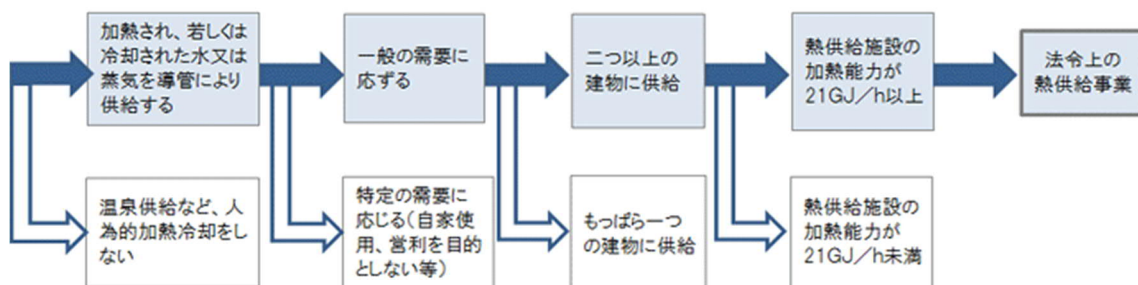 加熱され、若しくは
冷却された水又は
蒸気を導管により
供給する
一般の需要に
応ずる
二つ以上の
建物に供給
熱供給施設の
加熱能力が
21GJ／h以上
法令上の
熱供給事業
温泉供給など、人
為的加熱冷却をし
ない
特定の需要に
応じる（自家使
用、営利を目的
としない等）
もっぱら一つ
の建物に供給
熱供給施設の
加熱能力が
21GJ／h未満